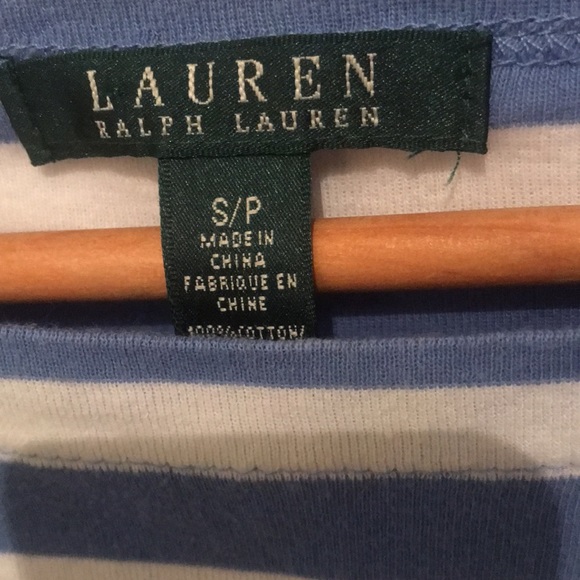 LAUREN
RALPH LAUREN
S/P
MADE IN
CHINA
FABRIQUE EN
CHINE
100% COTTON/